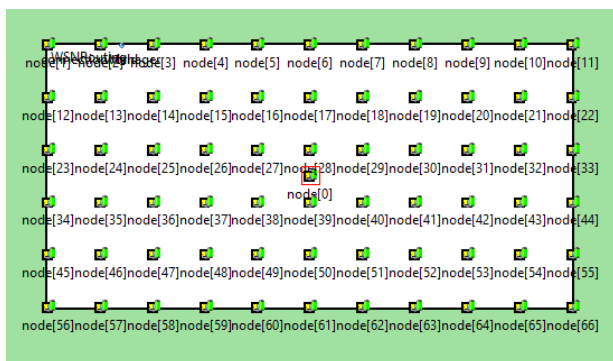 WSNRouting
node[1] node[2] node[3] node[4] node[5] node[6] node[7] node[8] node[9] node[10] node[11]
node[12] node[13] node[14] node[15] node[16] node[17] node[18] node[19] node[20] node[21] node[22]
node[23] node[24] node[25] node[26] node[27] node[28] node[29] node[30] node[31] node[32] node[33]
node[0]
node[34] node[35] node[36] node[37] node[38] node[39] node[40] node[41] node[42] node[43] node[44]
node[45] node[46] node[47] node[48] node[49] node[50] node[51] node[52] node[53] node[54] node[55]
node[56] node[57] node[58] node[59] node[60] node[61] node[62] node[63] node[64] node[65] node[66]